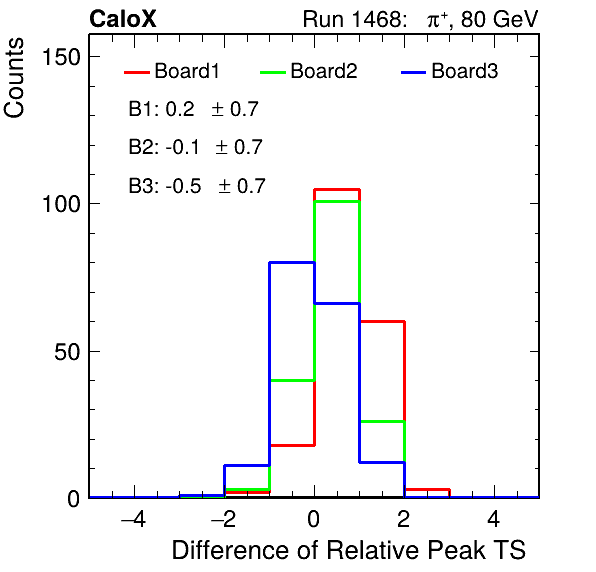 CaloX Run 1468: π⁺, 80 GeV
Counts
150
Board1 Board2 Board3
B1: 0.2 ± 0.7
B2: -0.1 ± 0.7
B3: -0.5 ± 0.7
100
50
0
−4 −2 0 2 4
Difference of Relative Peak TS